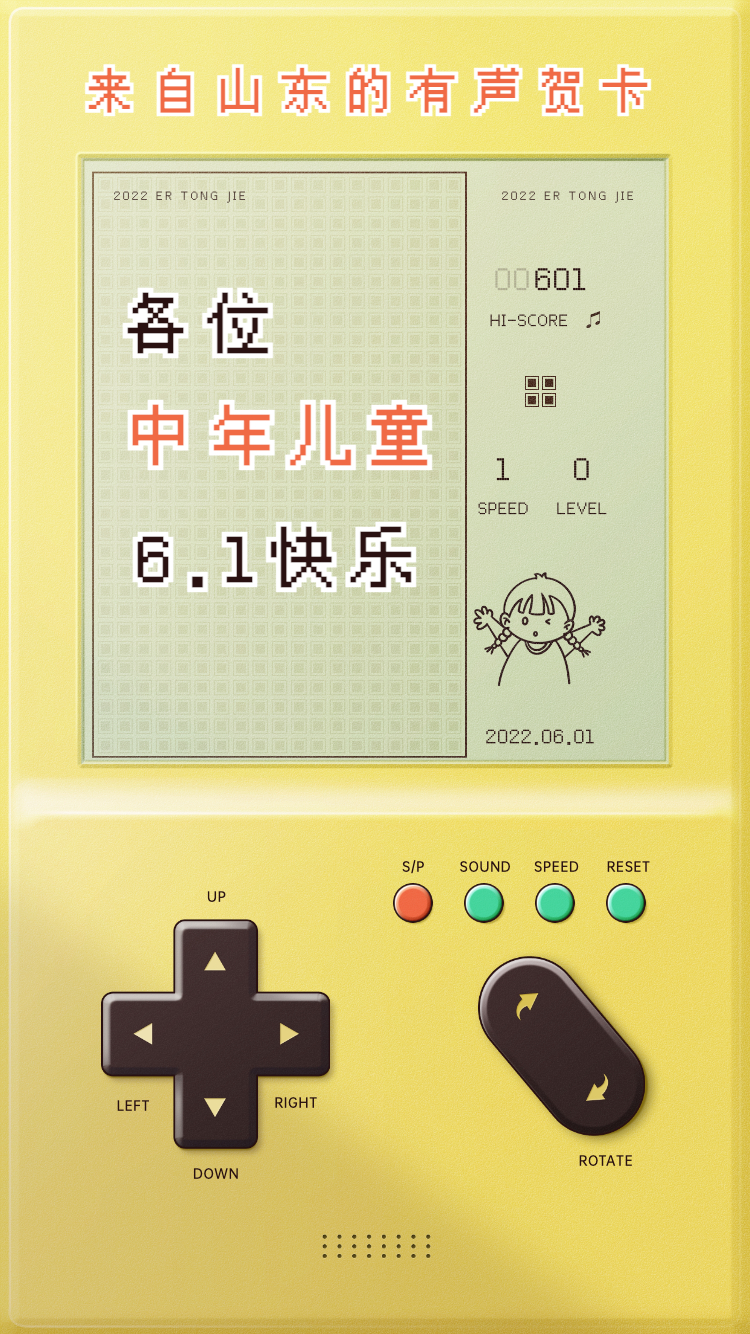 来自山东的有声贺卡
2022 ER TONG JIE
2022 ER TONG JIE
各位
中年儿童
6.1快乐
00601
HI-SCORE ♫
1 0
SPEED LEVEL
2022.06.01
S/P SOUND SPEED RESET
UP
LEFT RIGHT
DOWN
ROTATE